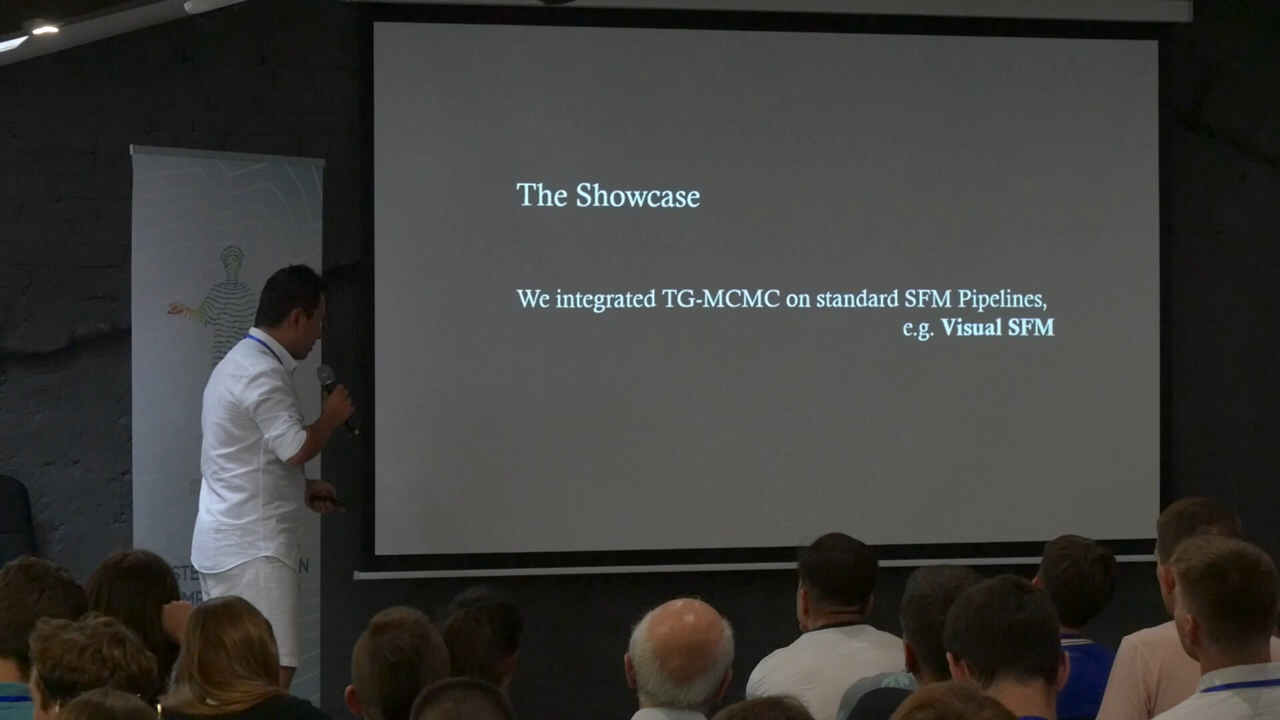 The Showcase
We integrated TG-MCMC on standard SFM Pipelines,
e.g. Visual SFM